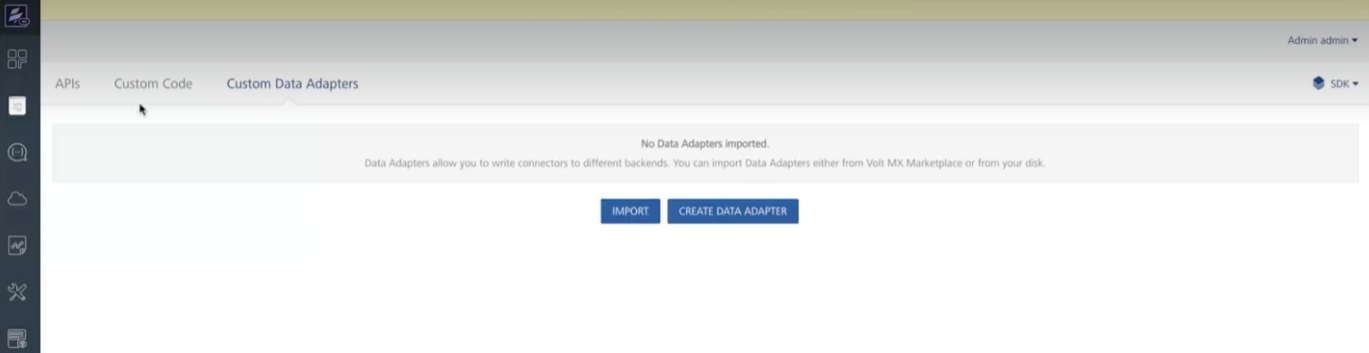 Admin admin
APIs Custom Code Custom Data Adapters SDK
No Data Adapters imported.
Data Adapters allow you to write connectors to different backends. You can import Data Adapters either from Volt MX Marketplace or from your disk.
IMPORT CREATE DATA ADAPTER